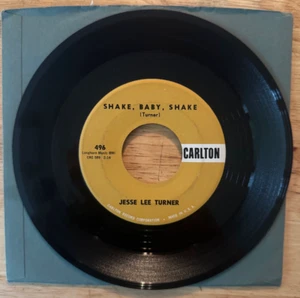 SHAKE, BABY, SHAKE
(Turner)
496
CARLTON
JESSE LEE TURNER